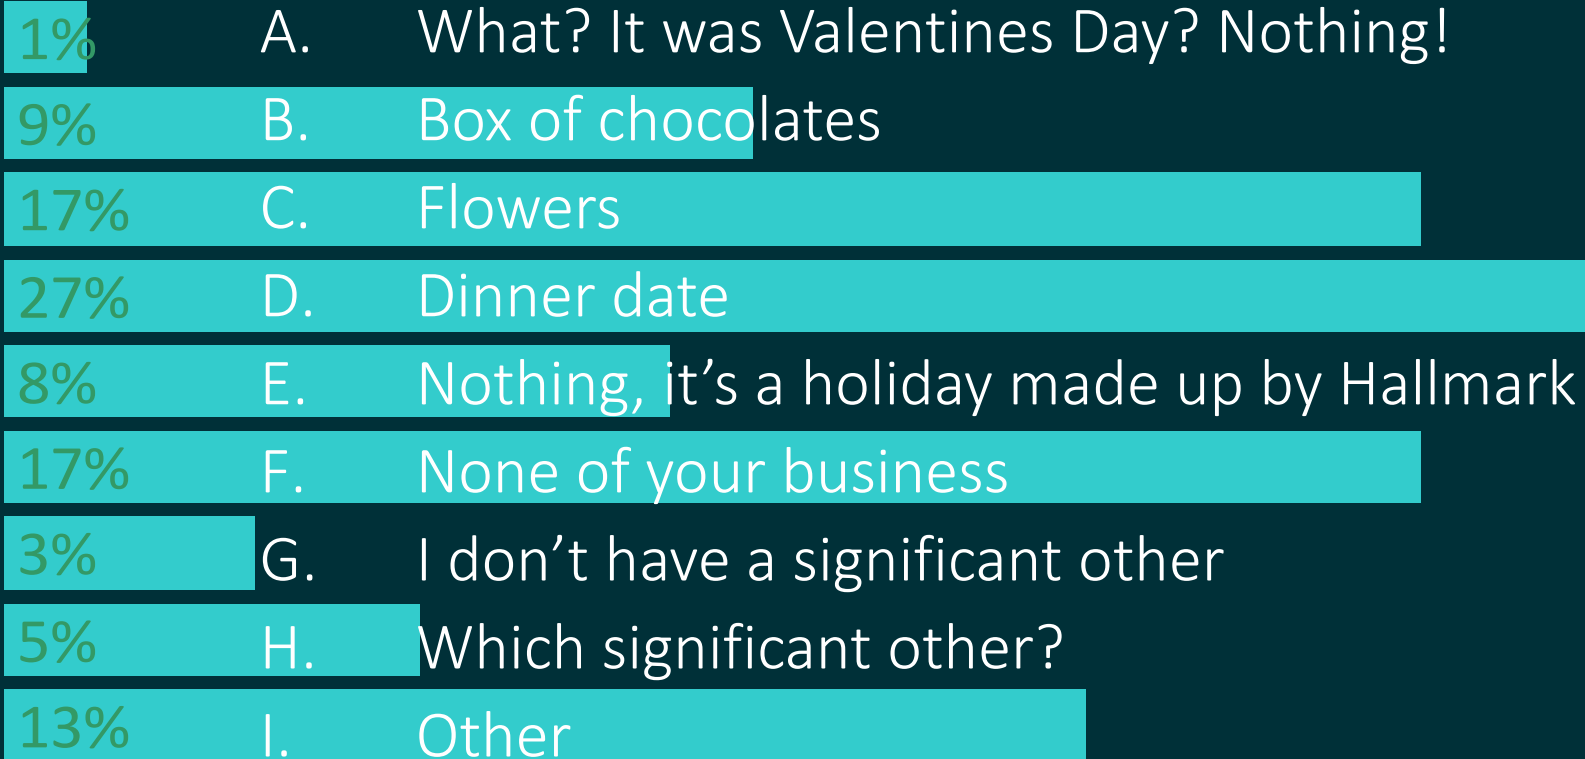 1% A. What? It was Valentines Day? Nothing!
9% B. Box of chocolates
17% C. Flowers
27% D. Dinner date
8% E. Nothing, it’s a holiday made up by Hallmark
17% F. None of your business
3% G. I don’t have a significant other
5% H. Which significant other?
13% I. Other